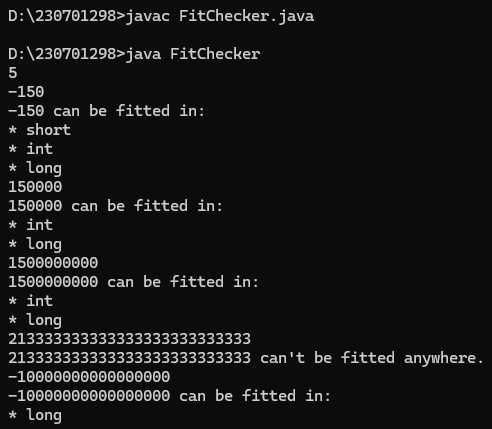 D:\230701298>javac FitChecker.java
D:\230701298>java FitChecker
5
-150
-150 can be fitted in:
* short
* int
* long
150000
150000 can be fitted in:
* int
* long
1500000000
1500000000 can be fitted in:
* int
* long
213333333333333333333333333
213333333333333333333333333 can't be fitted anywhere.
-10000000000000000
-10000000000000000 can be fitted in:
* long